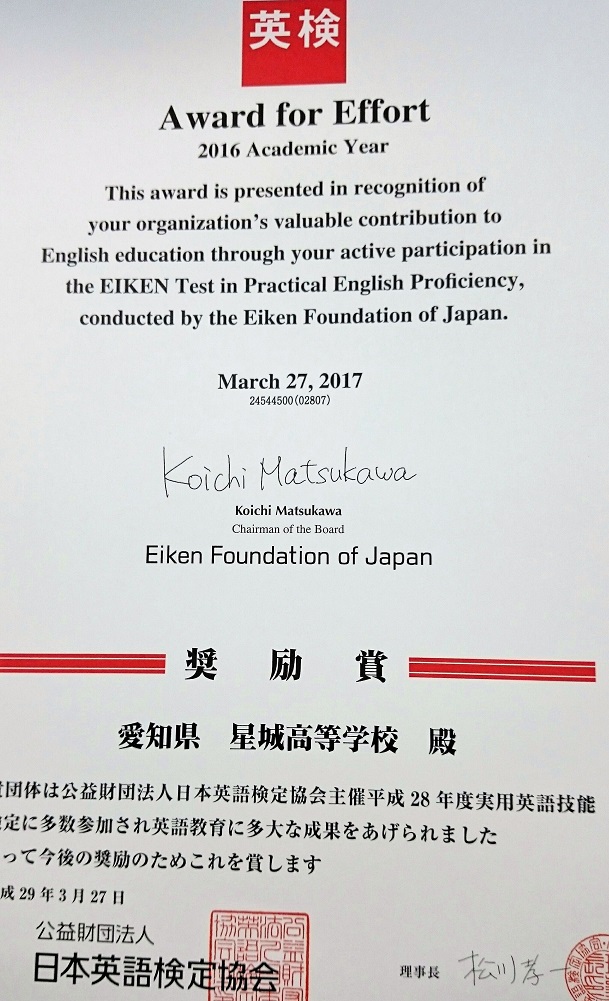 英検
Award for Effort
2016 Academic Year
This award is presented in recognition of
your organization's valuable contribution to
English education through your active participation in
the EIKEN Test in Practical English Proficiency,
conducted by the Eiken Foundation of Japan.
March 27, 2017
24544500(02807)
Koichi Matsukawa
Koichi Matsukawa
Chairman of the Board
Eiken Foundation of Japan
奨励賞
愛知県 星城高等学校 殿
団体は公益財団法人日本英語検定協会主催平成28年度実用英語技能
定に多数参加され英語教育に多大な成果をあげられました
って今後の奨励のためこれを賞します
成29年3月27日
公益財団法人
日本英語検定協会
理事長 松川孝一